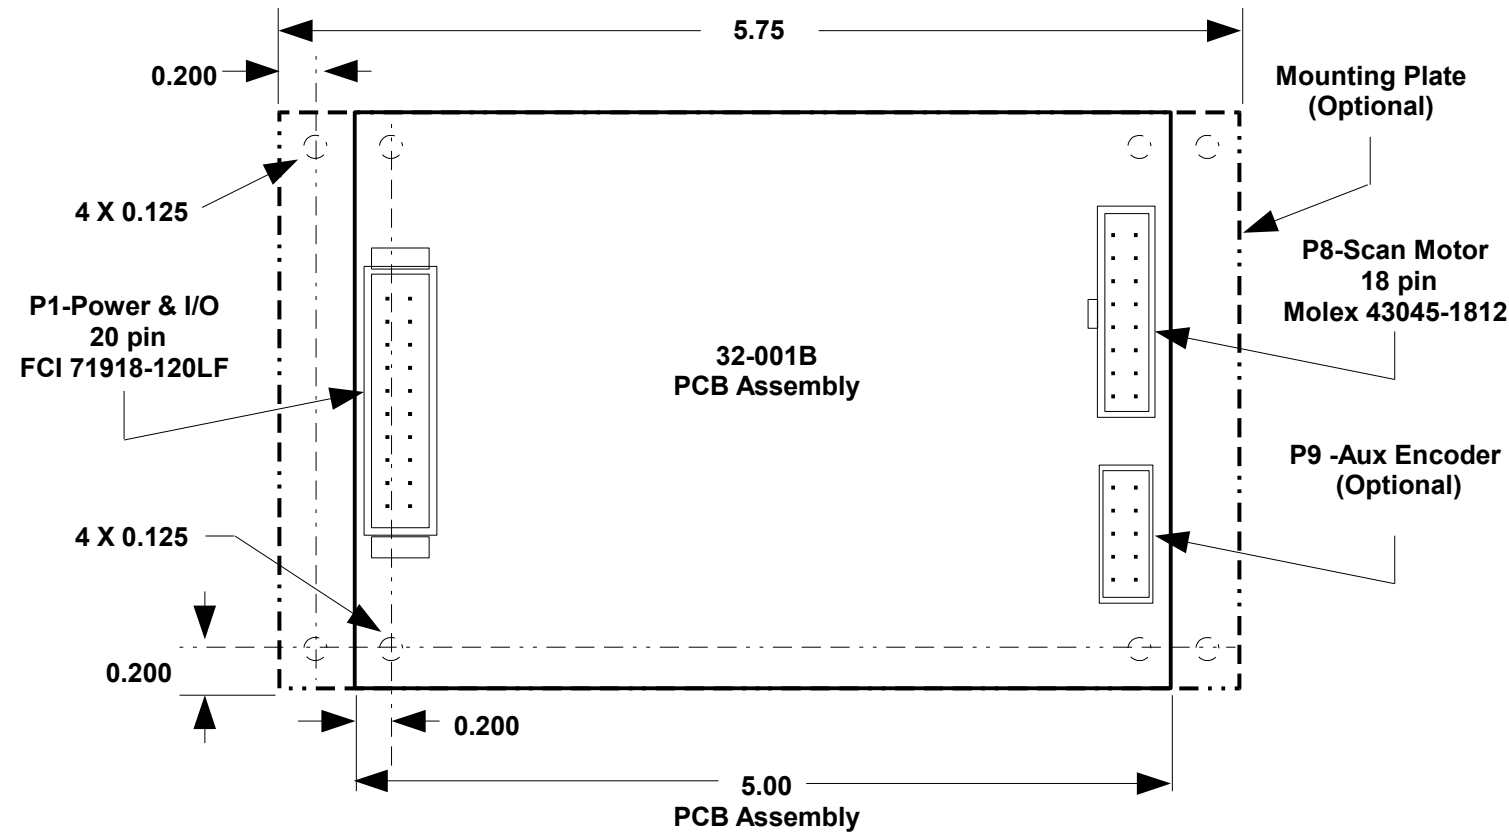 5.75
0.200
Mounting Plate
(Optional)
4 X 0.125
P1-Power & I/O
20 pin
FCI 71918-120LF
32-001B
PCB Assembly
P8-Scan Motor
18 pin
Molex 43045-1812
P9 -Aux Encoder
(Optional)
4 X 0.125
0.200
0.200
5.00
PCB Assembly